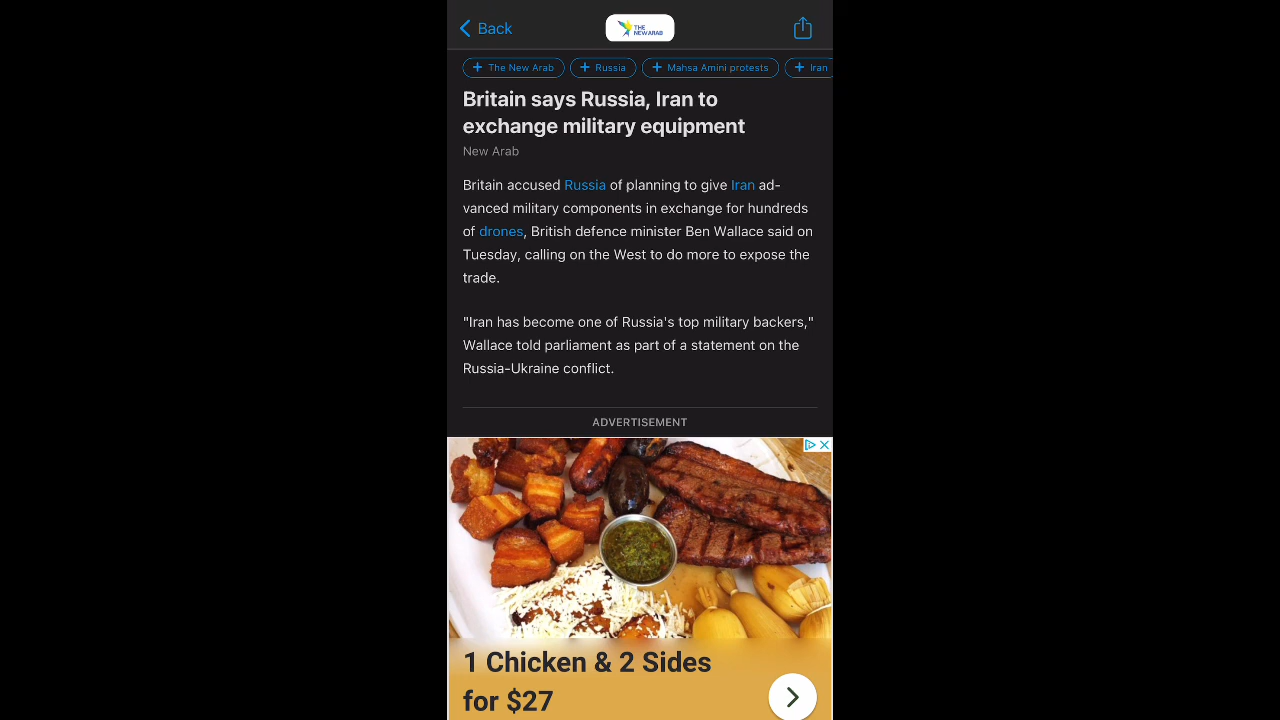 Back
THE
NEW ARAB
The New Arab
Russia
Mahsa Amini protests
Iran
Britain says Russia, Iran to
exchange military equipment
New Arab
Britain accused Russia of planning to give Iran ad-
vanced military components in exchange for hundreds
of drones, British defence minister Ben Wallace said on
Tuesday, calling on the West to do more to expose the
trade.
"Iran has become one of Russia's top military backers,"
Wallace told parliament as part of a statement on the
Russia-Ukraine conflict.
ADVERTISEMENT
1 Chicken & 2 Sides
for $27